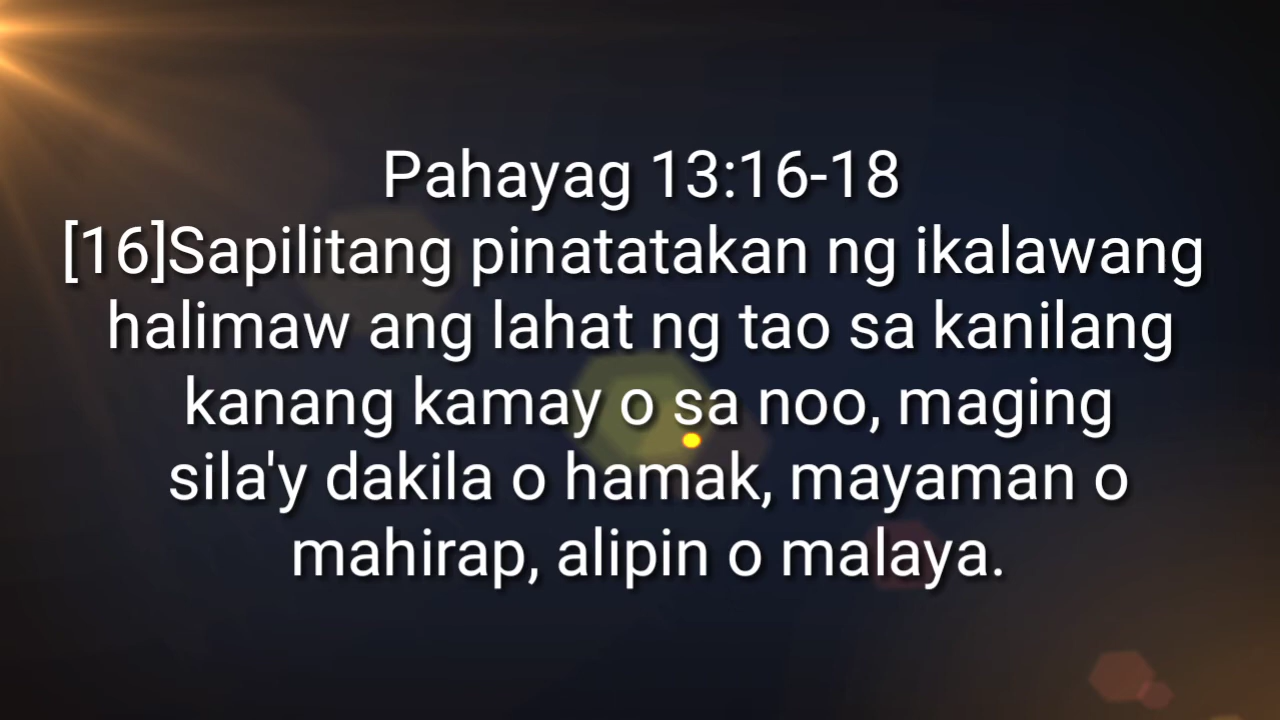 Pahayag 13:16-18
[16]Sapilitang pinatatakan ng ikalawang
halimaw ang lahat ng tao sa kanilang
kanang kamay o sa noo, maging
sila'y dakila o hamak, mayaman o
mahirap, alipin o malaya.